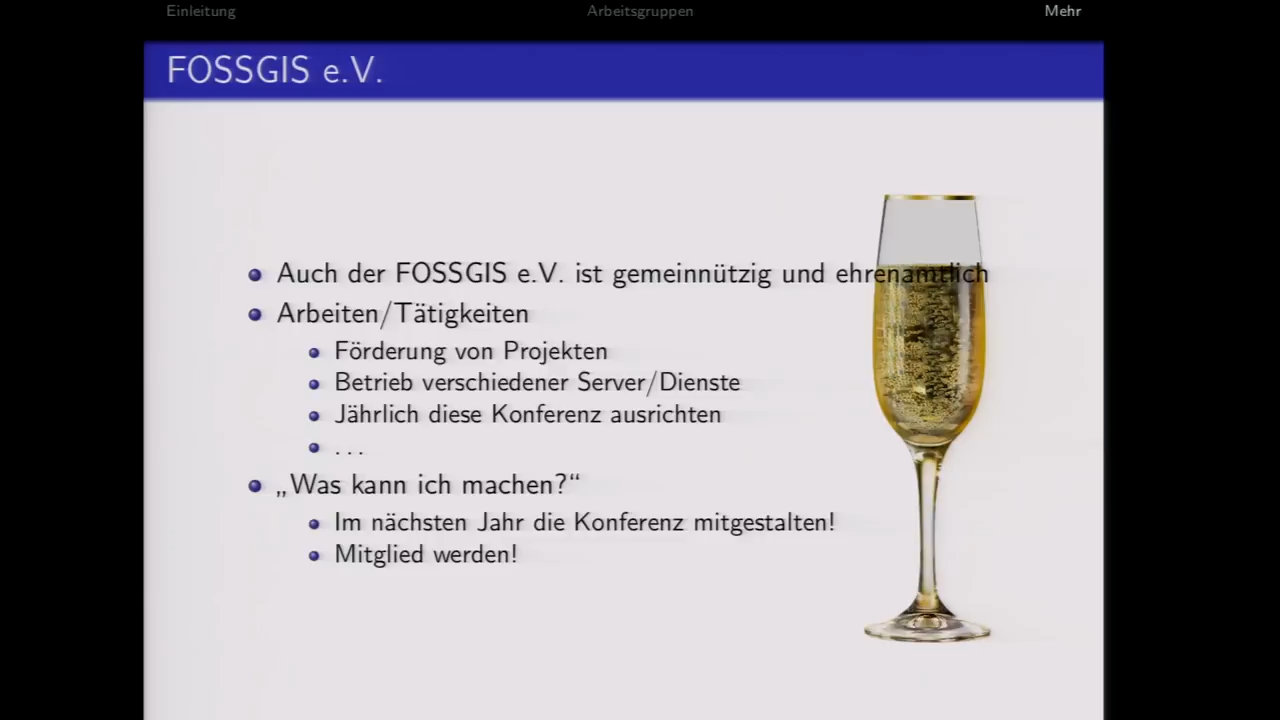 Einleitung Arbeitsgruppen Mehr
FOSSGIS e.V.
Auch der FOSSGIS e.V. ist gemeinnützig und ehrenamtlich
Arbeiten/Tätigkeiten
Förderung von Projekten
Betrieb verschiedener Server/Dienste
Jährlich diese Konferenz ausrichten
...
„Was kann ich machen?“
Im nächsten Jahr die Konferenz mitgestalten!
Mitglied werden!